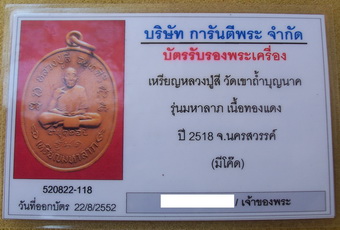 บริษัท การันตีพระ จำกัด
บัตรรับรองพระเครื่อง
เหรียญหลวงปู่สี วัดเขาถ้ำบุญนาค
รุ่นมหาลาภ เนื้อทองแดง
ปี 2518 จ.นครสวรรค์
(มีโค๊ด)
520822-118
วันที่ออกบัตร 22/8/2552
/ เจ้าของพระ